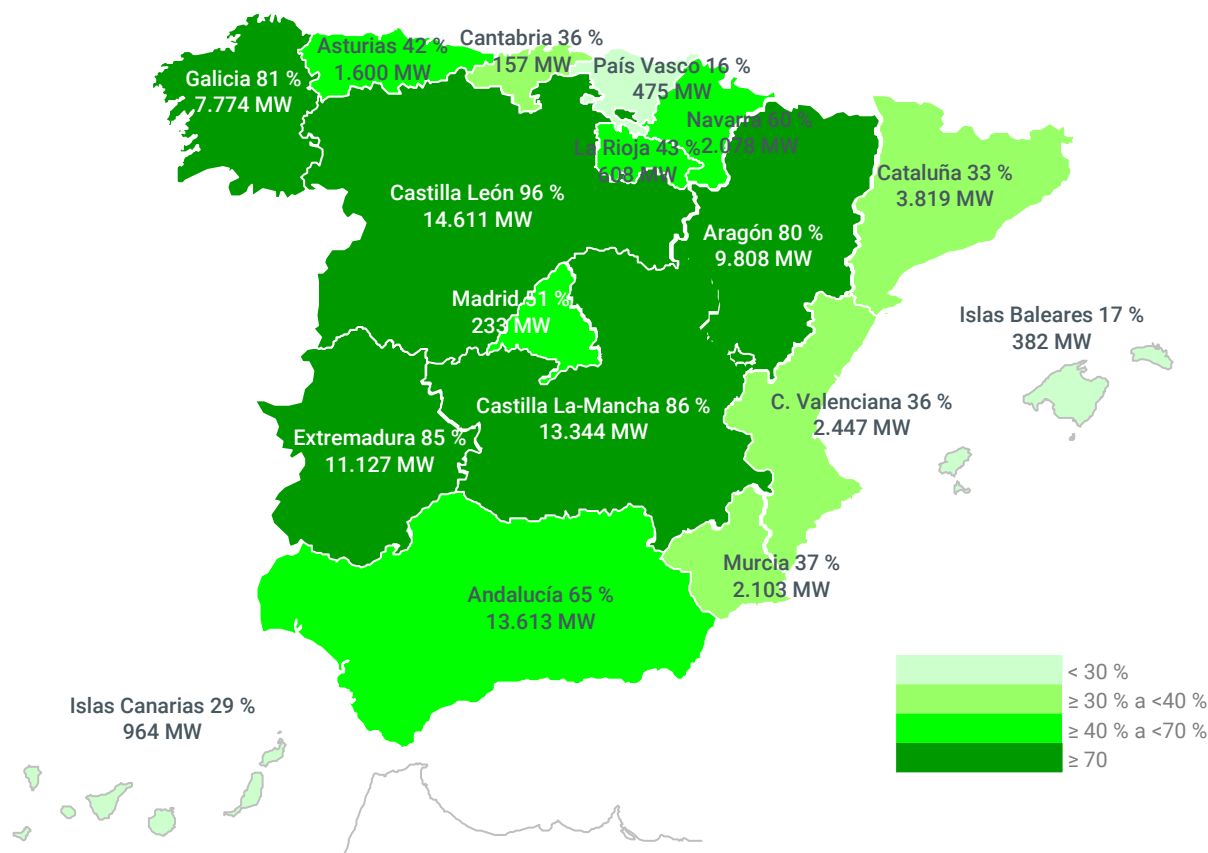 Cantabria 36 %
157 MW
Asturias 42 %
1.600 MW
País Vasco 16 %
475 MW
Galicia 81 %
7.774 MW
Navarra 60 %
2.078 MW
La Rioja 43 %
608 MW
Cataluña 33 %
3.819 MW
Castilla León 96 %
14.611 MW
Aragón 80 %
9.808 MW
Madrid 51 %
233 MW
Islas Baleares 17 %
382 MW
C. Valenciana 36 %
2.447 MW
Castilla La-Mancha 86 %
13.344 MW
Extremadura 85 %
11.127 MW
Murcia 37 %
2.103 MW
Andalucía 65 %
13.613 MW
Islas Canarias 29 %
964 MW
< 30 %
≥ 30 % a <40 %
≥ 40 % a <70 %
≥ 70